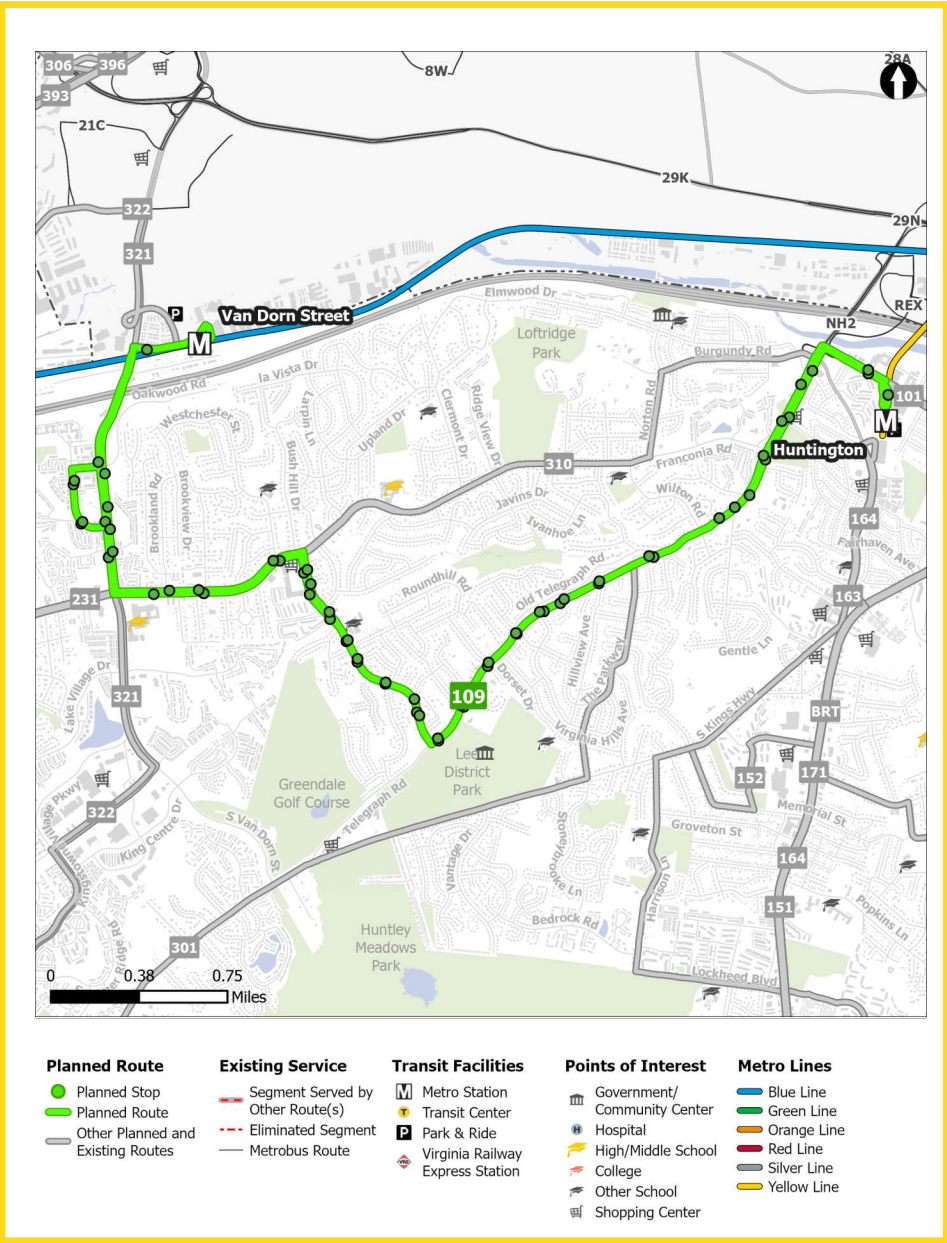 306
396
393
8W
28A
21C
29K
322
29N
321
REX
Van Dorn Street
Elmwood Dr
NH2
Loftridge
Park
Burgundy Rd
la Vista Dr
Oakwood Rd
101
Westchester
St
Larpin Ln
Upland Dr
Clermont Dr
Ridge View Dr
Norton Rd
Huntington
Bush Hill Dr
310
Franconia Rd
Brookland Rd
Brookview Dr
Javins Dr
Wilton Rd
164
Ivanhoe Ln
Fairhaven Ave
Roundhill Rd
Old Telegraph Rd
231
163
Hillview Ave
Gentle Ln
The Parkway
Lake Village Dr
321
109
Dorset Dr
S Kings Hwy
BRT
Virginia
Hills Ave
Lee
District
Park
Greendale
Golf Course
152
171
322
Village Pkwy
Kingstowne
Telegraph Rd
Memorial St
S Van Dorn St
King Centre Dr
Groveton St
Vantage Dr
Stoneybrooke Ln
164
Harrison Ln
Popkins Ln
151
Bedrock Rd
Huntley
Meadows
Park
301
Lockheed Blvd
0 0.38 0.75
Miles
Planned Route
Planned Stop
Planned Route
Other Planned and
Existing Routes
Existing Service
Segment Served by
Other Route(s)
Eliminated Segment
Metrobus Route
Transit Facilities
M Metro Station
T Transit Center
P Park & Ride
VRE Virginia Railway
Express Station
Points of Interest
Government/
Community Center
H Hospital
High/Middle School
College
Other School
Shopping Center
Metro Lines
Blue Line
Green Line
Orange Line
Red Line
Silver Line
Yellow Line